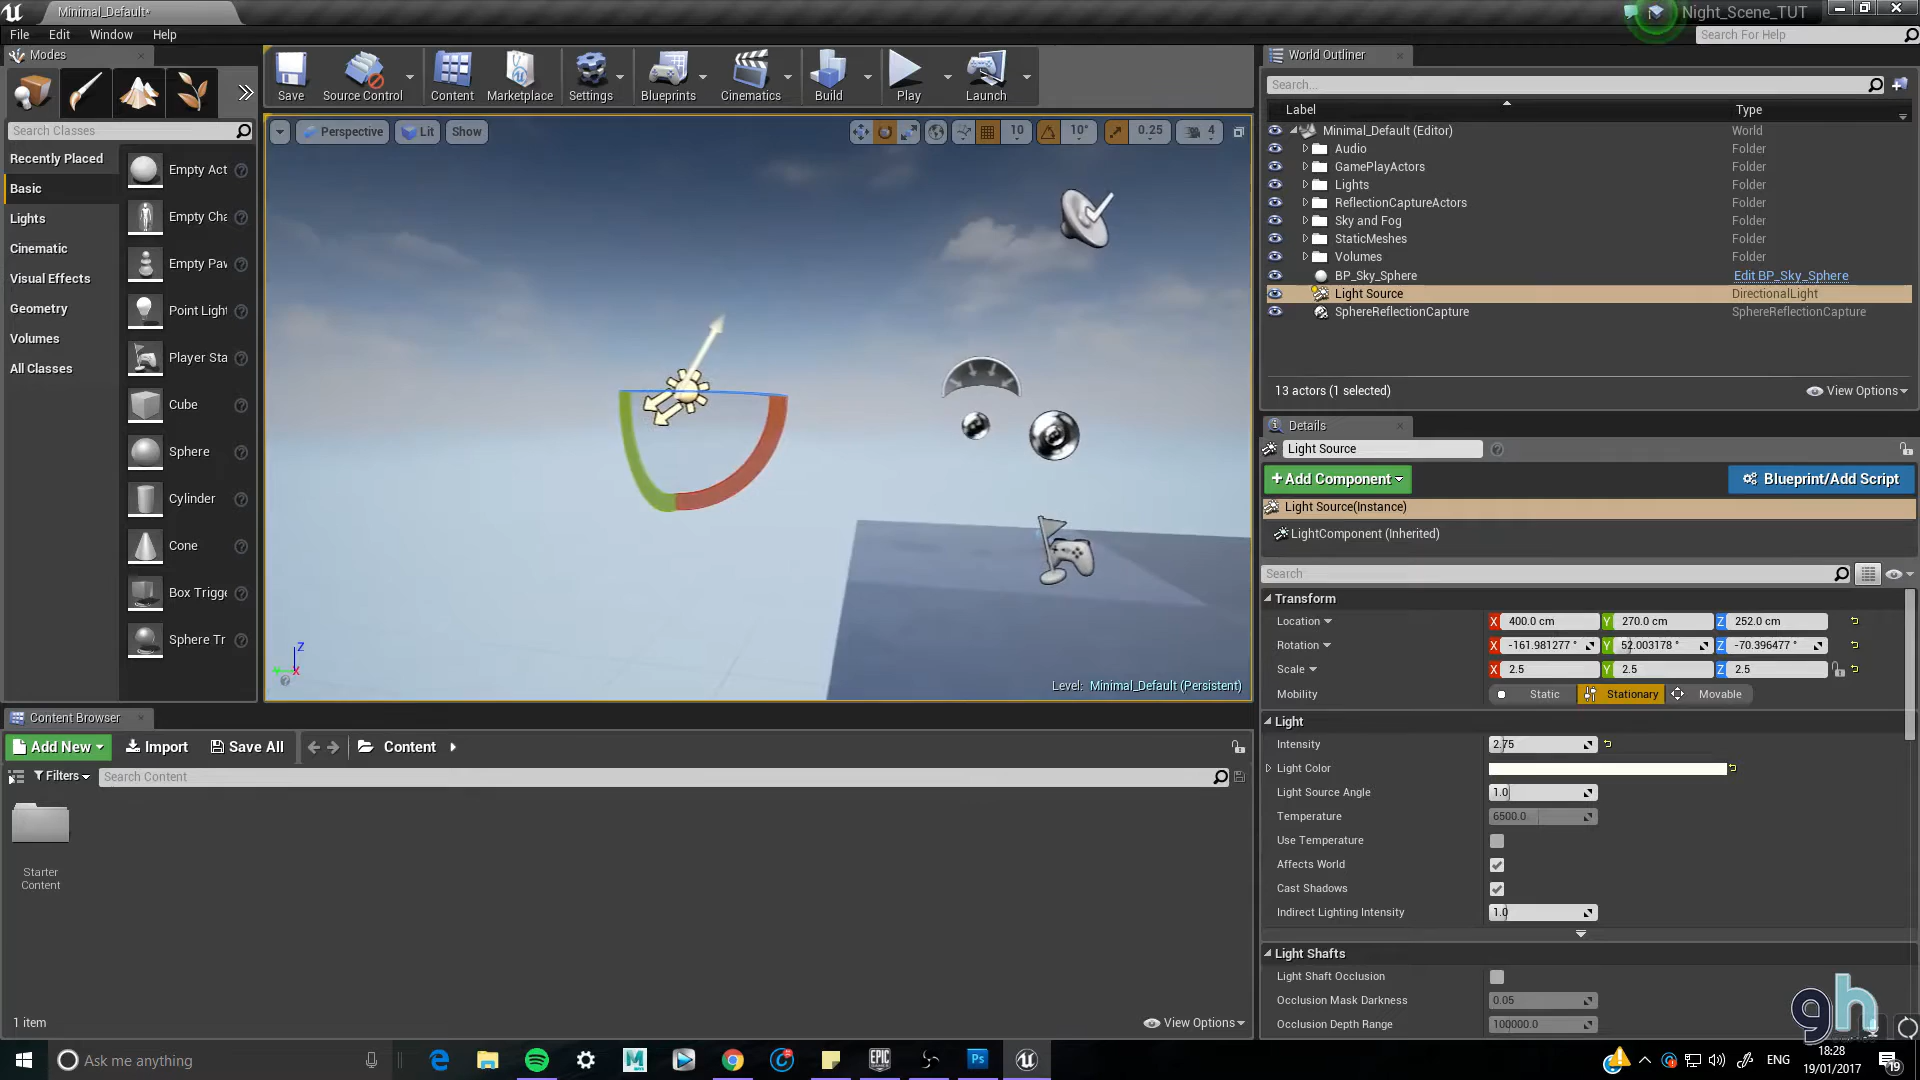 Minimal_Default*
Night_Scene_TUT
File Edit Window Help
Search For Help
Modes
Search Classes
Recently Placed
Basic
Lights
Cinematic
Visual Effects
Geometry
Volumes
All Classes
Empty Act
Empty Cha
Empty Pav
Point Light
Player Sta
Cube
Sphere
Cylinder
Cone
Box Trigge
Sphere Tr
Save
Source Control
Content
Marketplace
Settings
Blueprints
Cinematics
Build
Play
Launch
Perspective
Lit
Show
10
10°
0.25
4
Z
X
Level: Minimal_Default (Persistent)
World Outliner
Search...
Label Type
Minimal_Default (Editor) World
Audio Folder
GamePlayActors Folder
Lights Folder
ReflectionCaptureActors Folder
Sky and Fog Folder
StaticMeshes Folder
Volumes Folder
BP_Sky_Sphere Edit BP_Sky_Sphere
Light Source DirectionalLight
SphereReflectionCapture SphereReflectionCapture
13 actors (1 selected)
View Options
Details
Light Source
+Add Component
Blueprint/Add Script
Light Source(Instance)
LightComponent (Inherited)
Search
Transform
Location X 400.0 cm Y 270.0 cm Z 252.0 cm
Rotation X -161.981277 ° Y 52.003178 ° Z -70.396477 °
Scale X 2.5 Y 2.5 Z 2.5
Mobility Static Stationary Movable
Light
Intensity 2.75
Light Color
Light Source Angle 1.0
Temperature 6500.0
Use Temperature
Affects World
Cast Shadows
Indirect Lighting Intensity 1.0
Light Shafts
Light Shaft Occlusion
Occlusion Mask Darkness 0.05
Occlusion Depth Range 100000.0
gh
Content Browser
Add New Import Save All Content
Filters Search Content
Starter
Content
1 item
View Options
Ask me anything
M
EPIC
Ps
ENG
18:28
19/01/2017
19